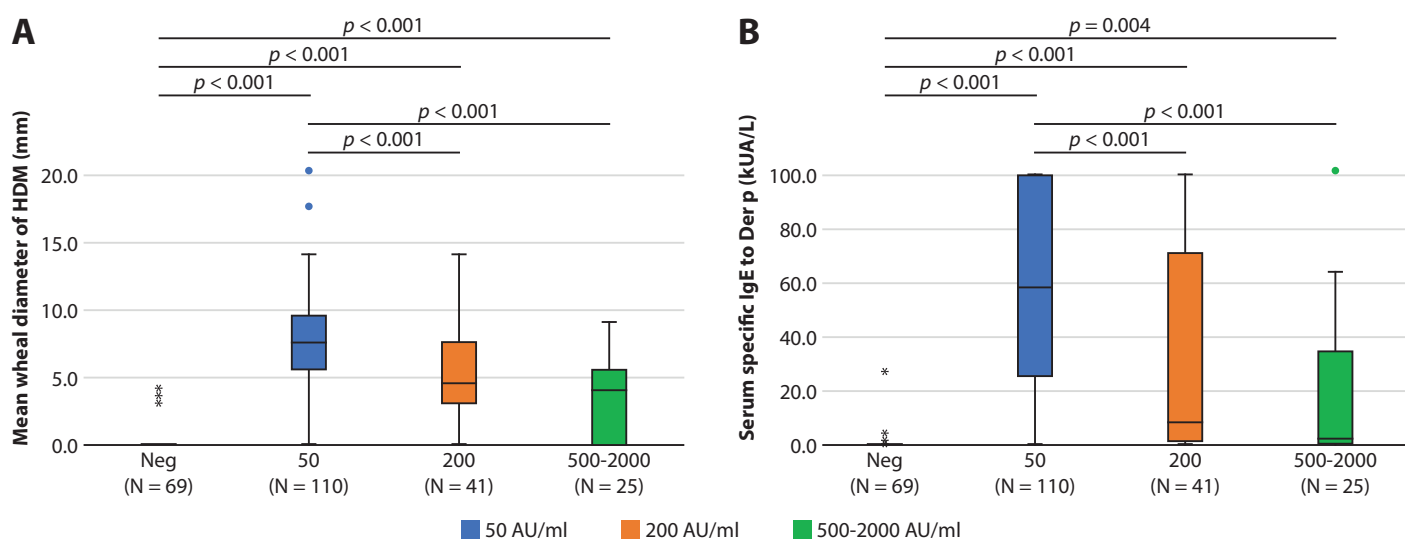 A
p < 0.001
p < 0.001
p < 0.001
p < 0.001
p < 0.001
Mean wheal diameter of HDM (mm)
20.0
15.0
10.0
5.0
0.0
Neg
(N = 69)
50
(N = 110)
200
(N = 41)
500-2000
(N = 25)
B
p = 0.004
p < 0.001
p < 0.001
p < 0.001
p < 0.001
Serum specific IgE to Der p (kUA/L)
100.0
80.0
60.0
40.0
20.0
0.0
Neg
(N = 69)
50
(N = 110)
200
(N = 41)
500-2000
(N = 25)
50 AU/ml
200 AU/ml
500-2000 AU/ml